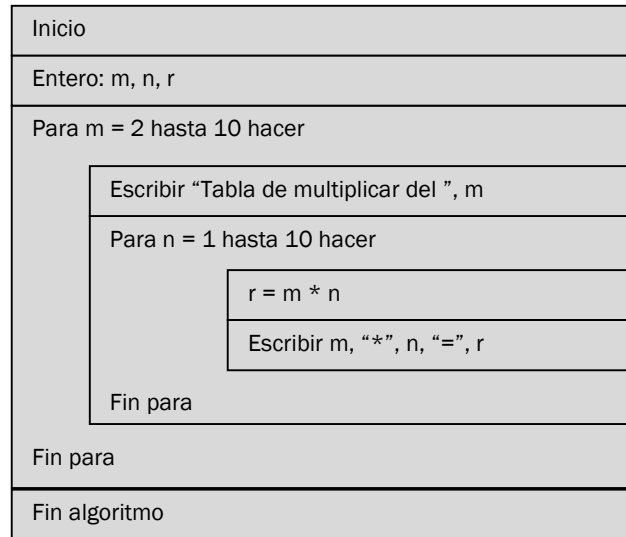 Inicio
Entero: m, n, r
Para m = 2 hasta 10 hacer
Escribir “Tabla de multiplicar del ”, m
Para n = 1 hasta 10 hacer
r = m * n
Escribir m, “*”, n, “=”, r
Fin para
Fin para
Fin algoritmo